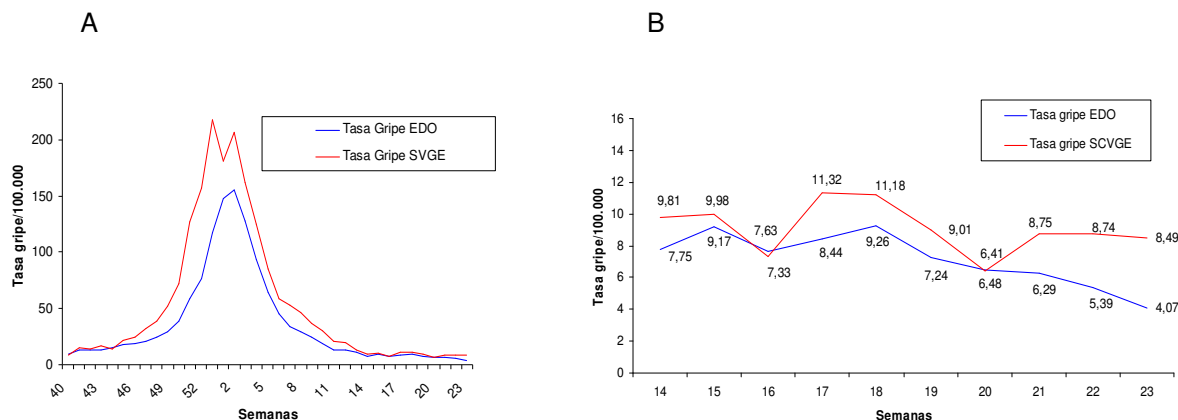 A
250
200
150
100
50
0
Tasa gripe/100.000
Tasa Gripe EDO
Tasa Gripe SVGE
40 43 46 49 52 2 5 8 11 14 17 20 23
Semanas
B
16
14
12
10
8
6
4
2
0
Tasa gripe/100.000
Tasa gripe EDO
Tasa gripe SCVGE
11,32 11,18
9,81 9,98
9,01 8,75 8,74 8,49
7,63
6,41
9,17 9,26
7,75 8,44
7,33 7,24
6,48 6,29
5,39
4,07
14 15 16 17 18 19 20 21 22 23
Semanas